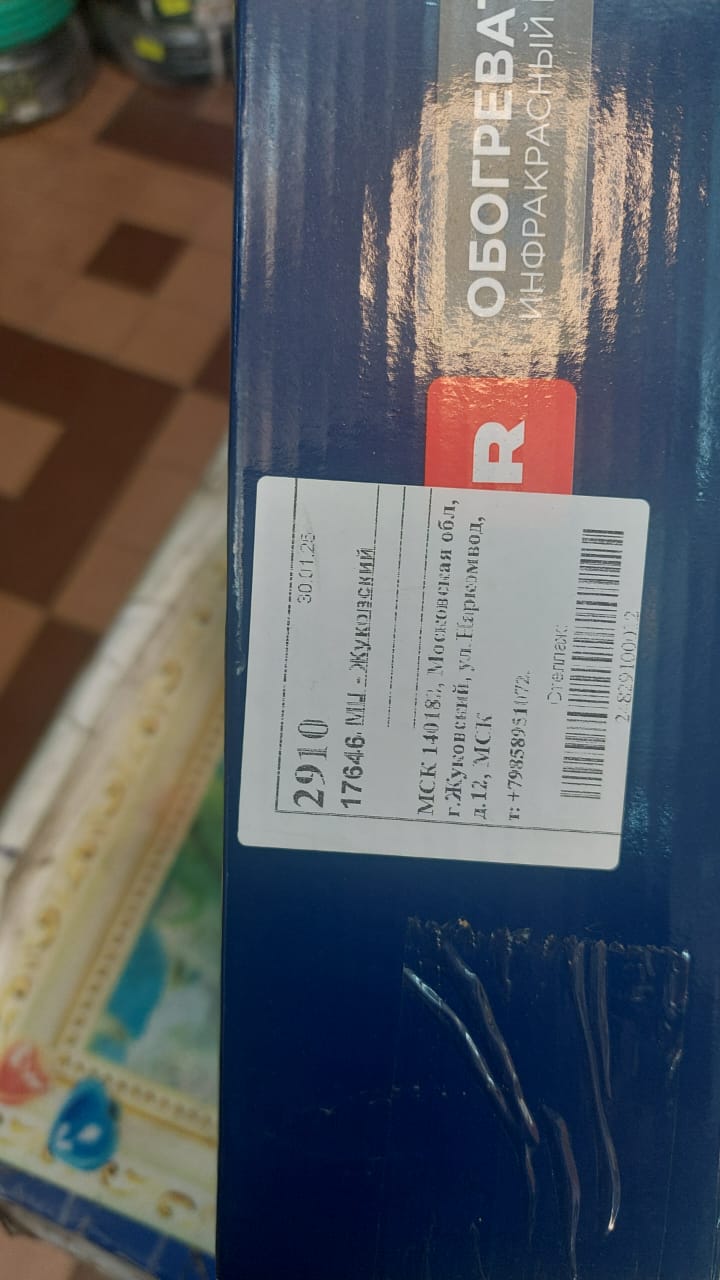 ОБОГРЕВАТ
ИНФРАКРАСНЫЙ
R
2910 30.01.25
17646 МЦ - Жуковский
МСК 140182, Московская обл,
г.Жуковский, ул. Наркомвод,
д.12, МСК
т: +79858951072
Стеллаж: